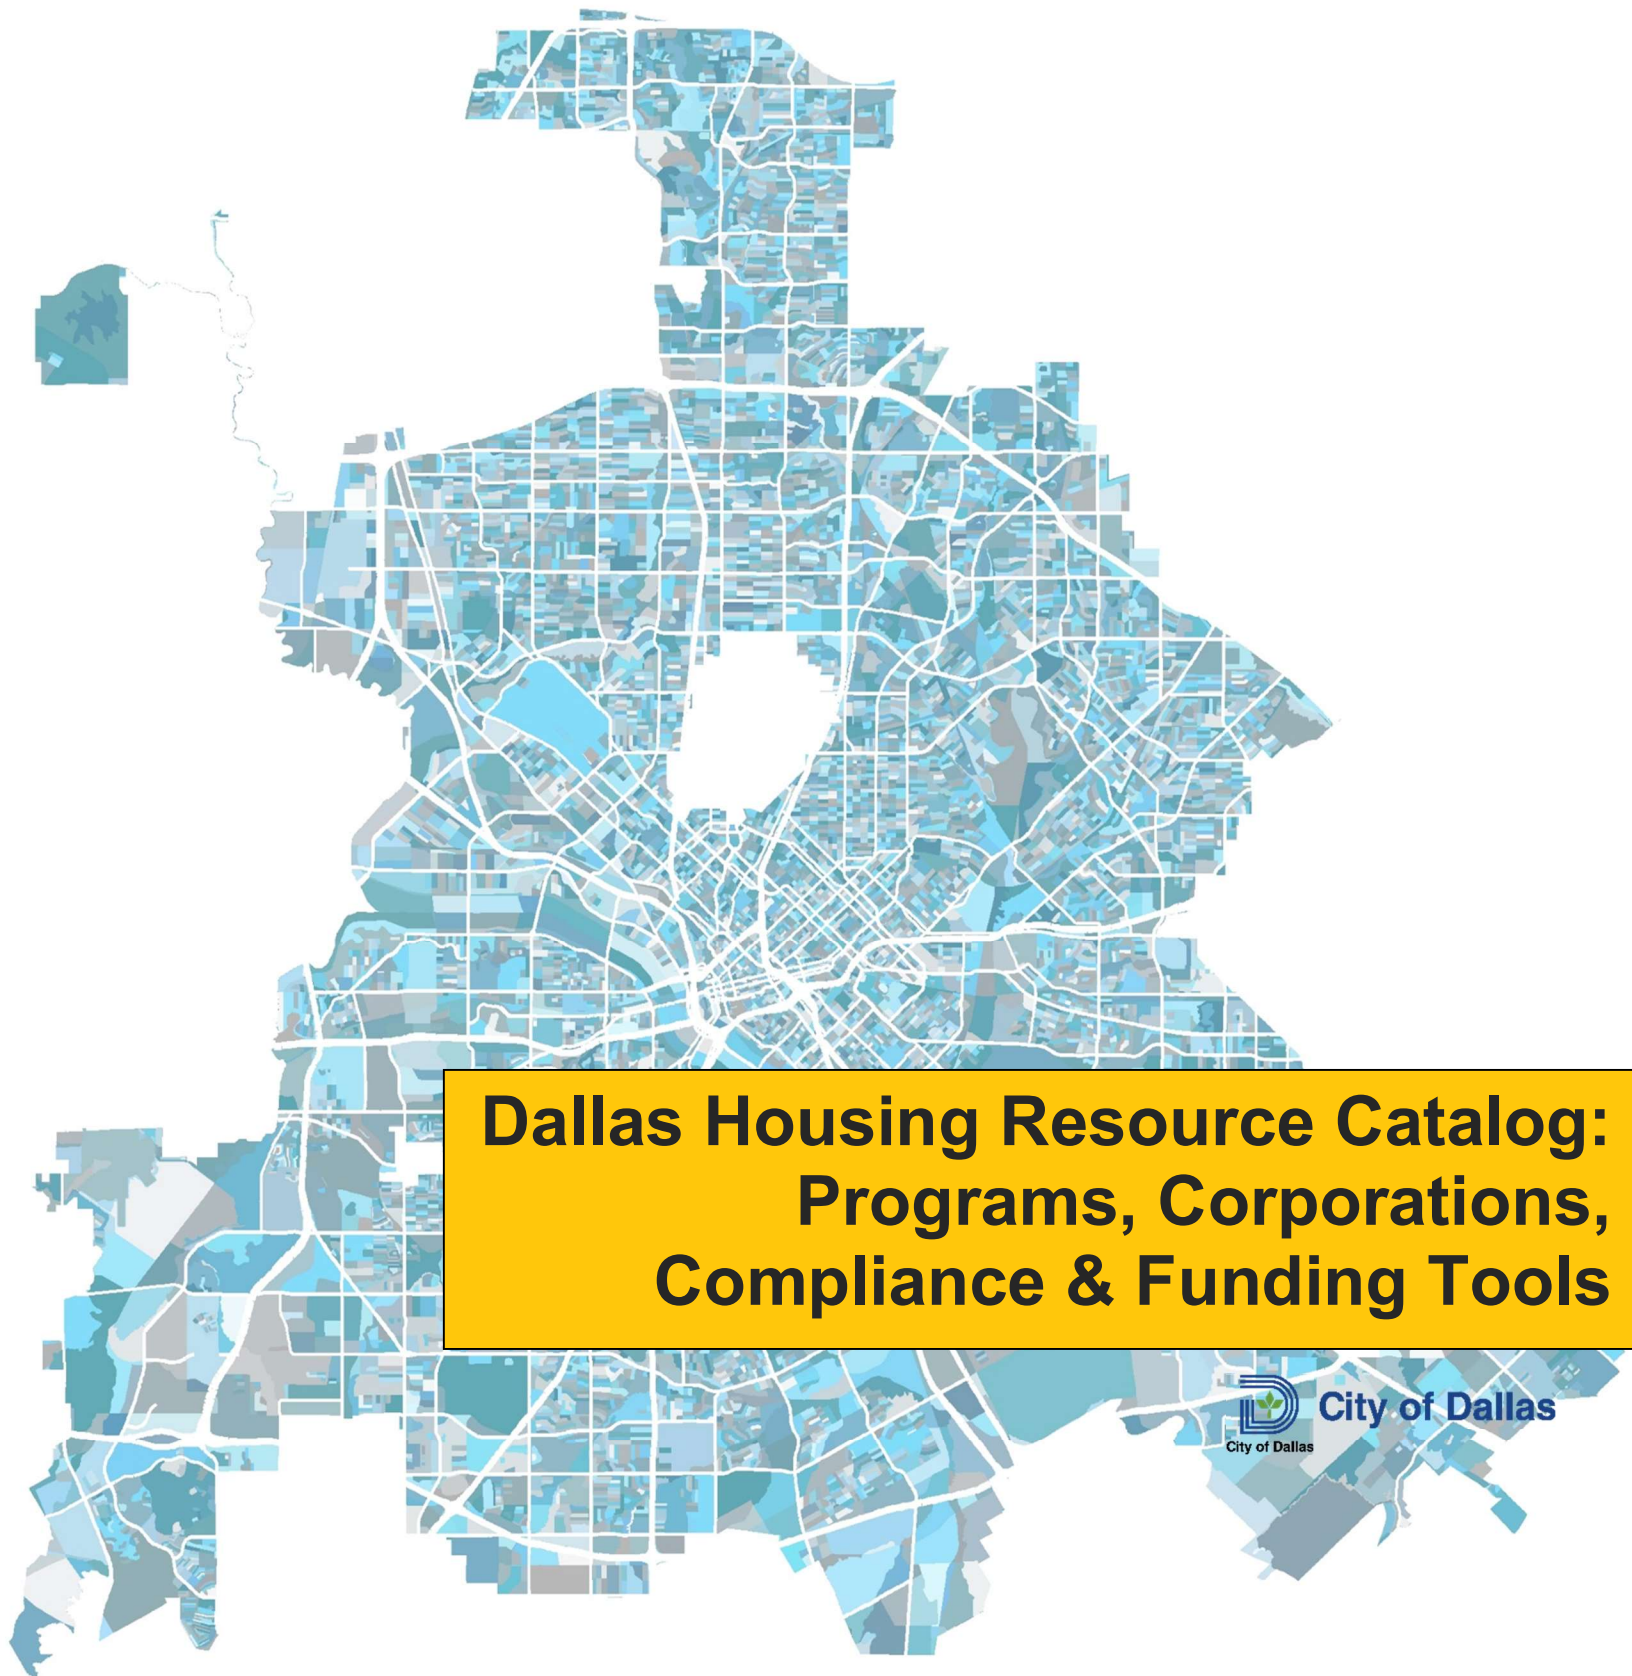 Dallas Housing Resource Catalog:
Programs, Corporations,
Compliance & Funding Tools
City of Dallas
City of Dallas